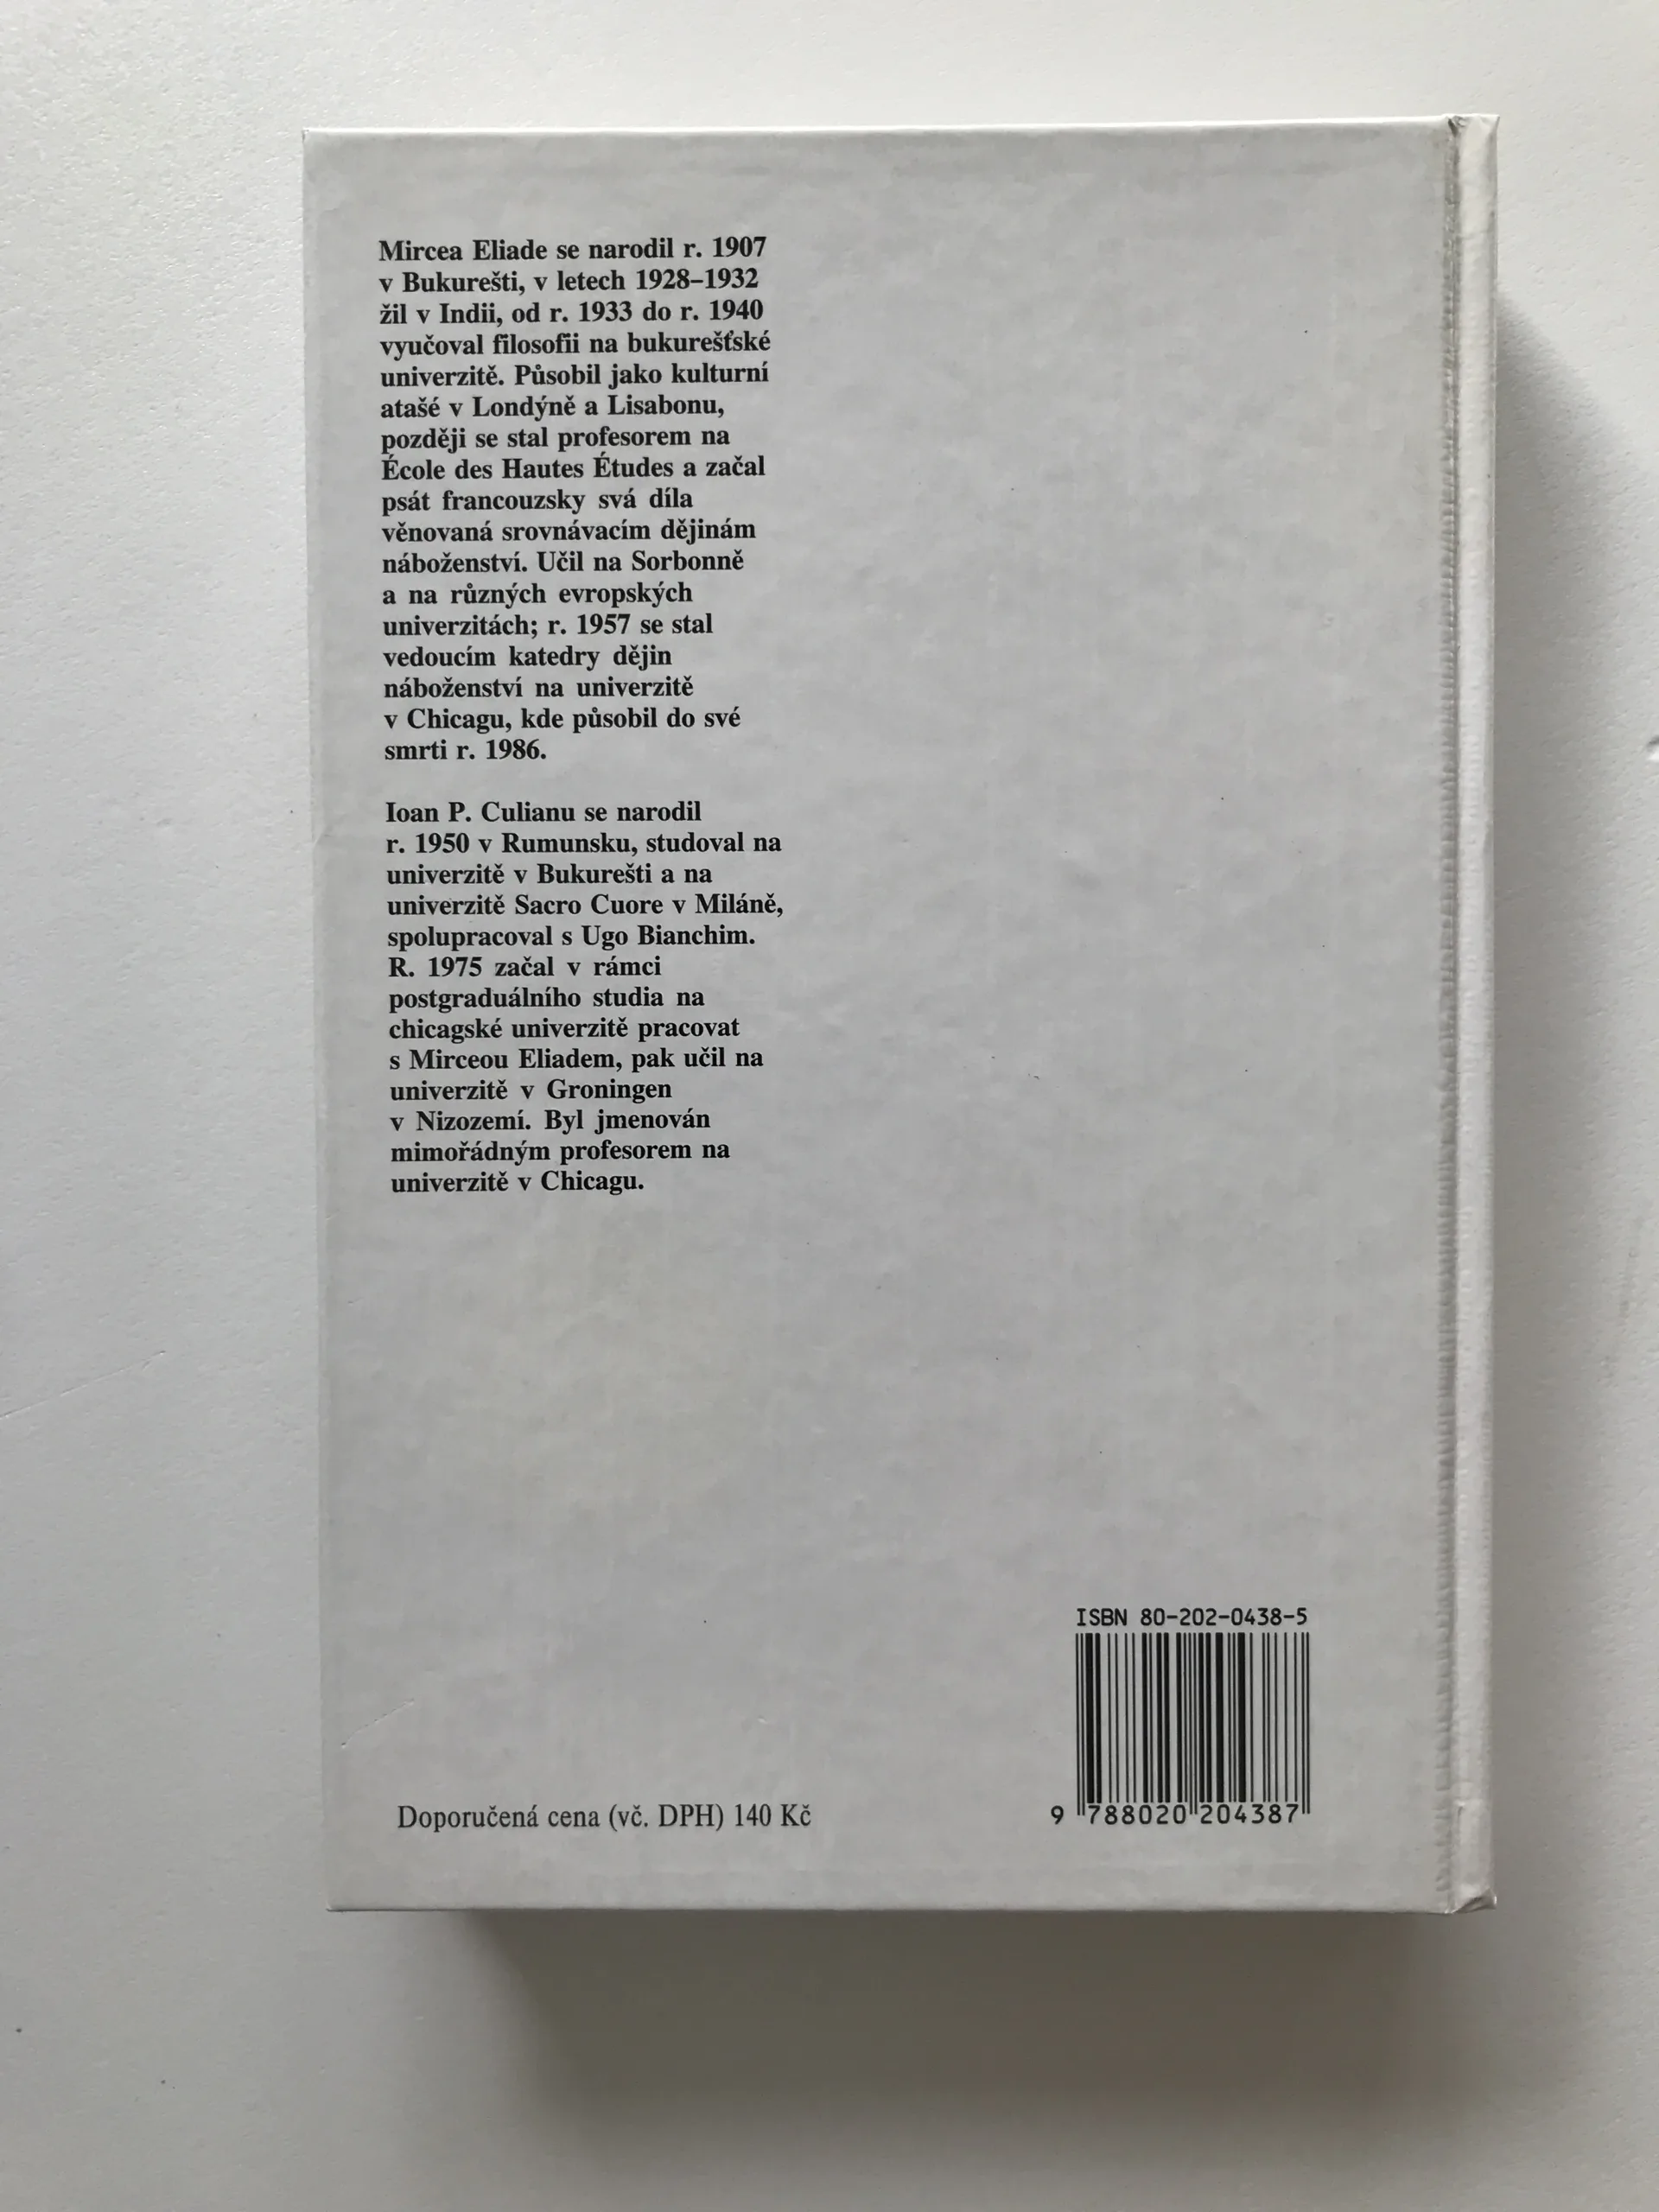 Mircea Eliade se narodil r. 1907
v Bukurešti, v letech 1928–1932
žil v Indii, od r. 1933 do r. 1940
vyučoval filosofii na bukurešťské
univerzitě. Působil jako kulturní
atašé v Londýně a Lisabonu,
později se stal profesorem na
École des Hautes Études a začal
psát francouzsky svá díla
věnovaná srovnávacím dějinám
náboženství. Učil na Sorbonně
a na různých evropských
univerzitách; r. 1957 se stal
vedoucím katedry dějin
náboženství na univerzitě
v Chicagu, kde působil do své
smrti r. 1986.
Ioan P. Culianu se narodil
r. 1950 v Rumunsku, studoval na
univerzitě v Bukurešti a na
univerzitě Sacro Cuore v Miláně,
spolupracoval s Ugo Bianchim.
R. 1975 začal v rámci
postgraduálního studia na
chicagské univerzitě pracovat
s Mirceou Eliadem, pak učil na
univerzitě v Groningen
v Nizozemí. Byl jmenován
mimořádným profesorem na
univerzitě v Chicagu.
ISBN 80-202-0438-5
9 788020 204387
Doporučená cena (vč. DPH) 140 Kč